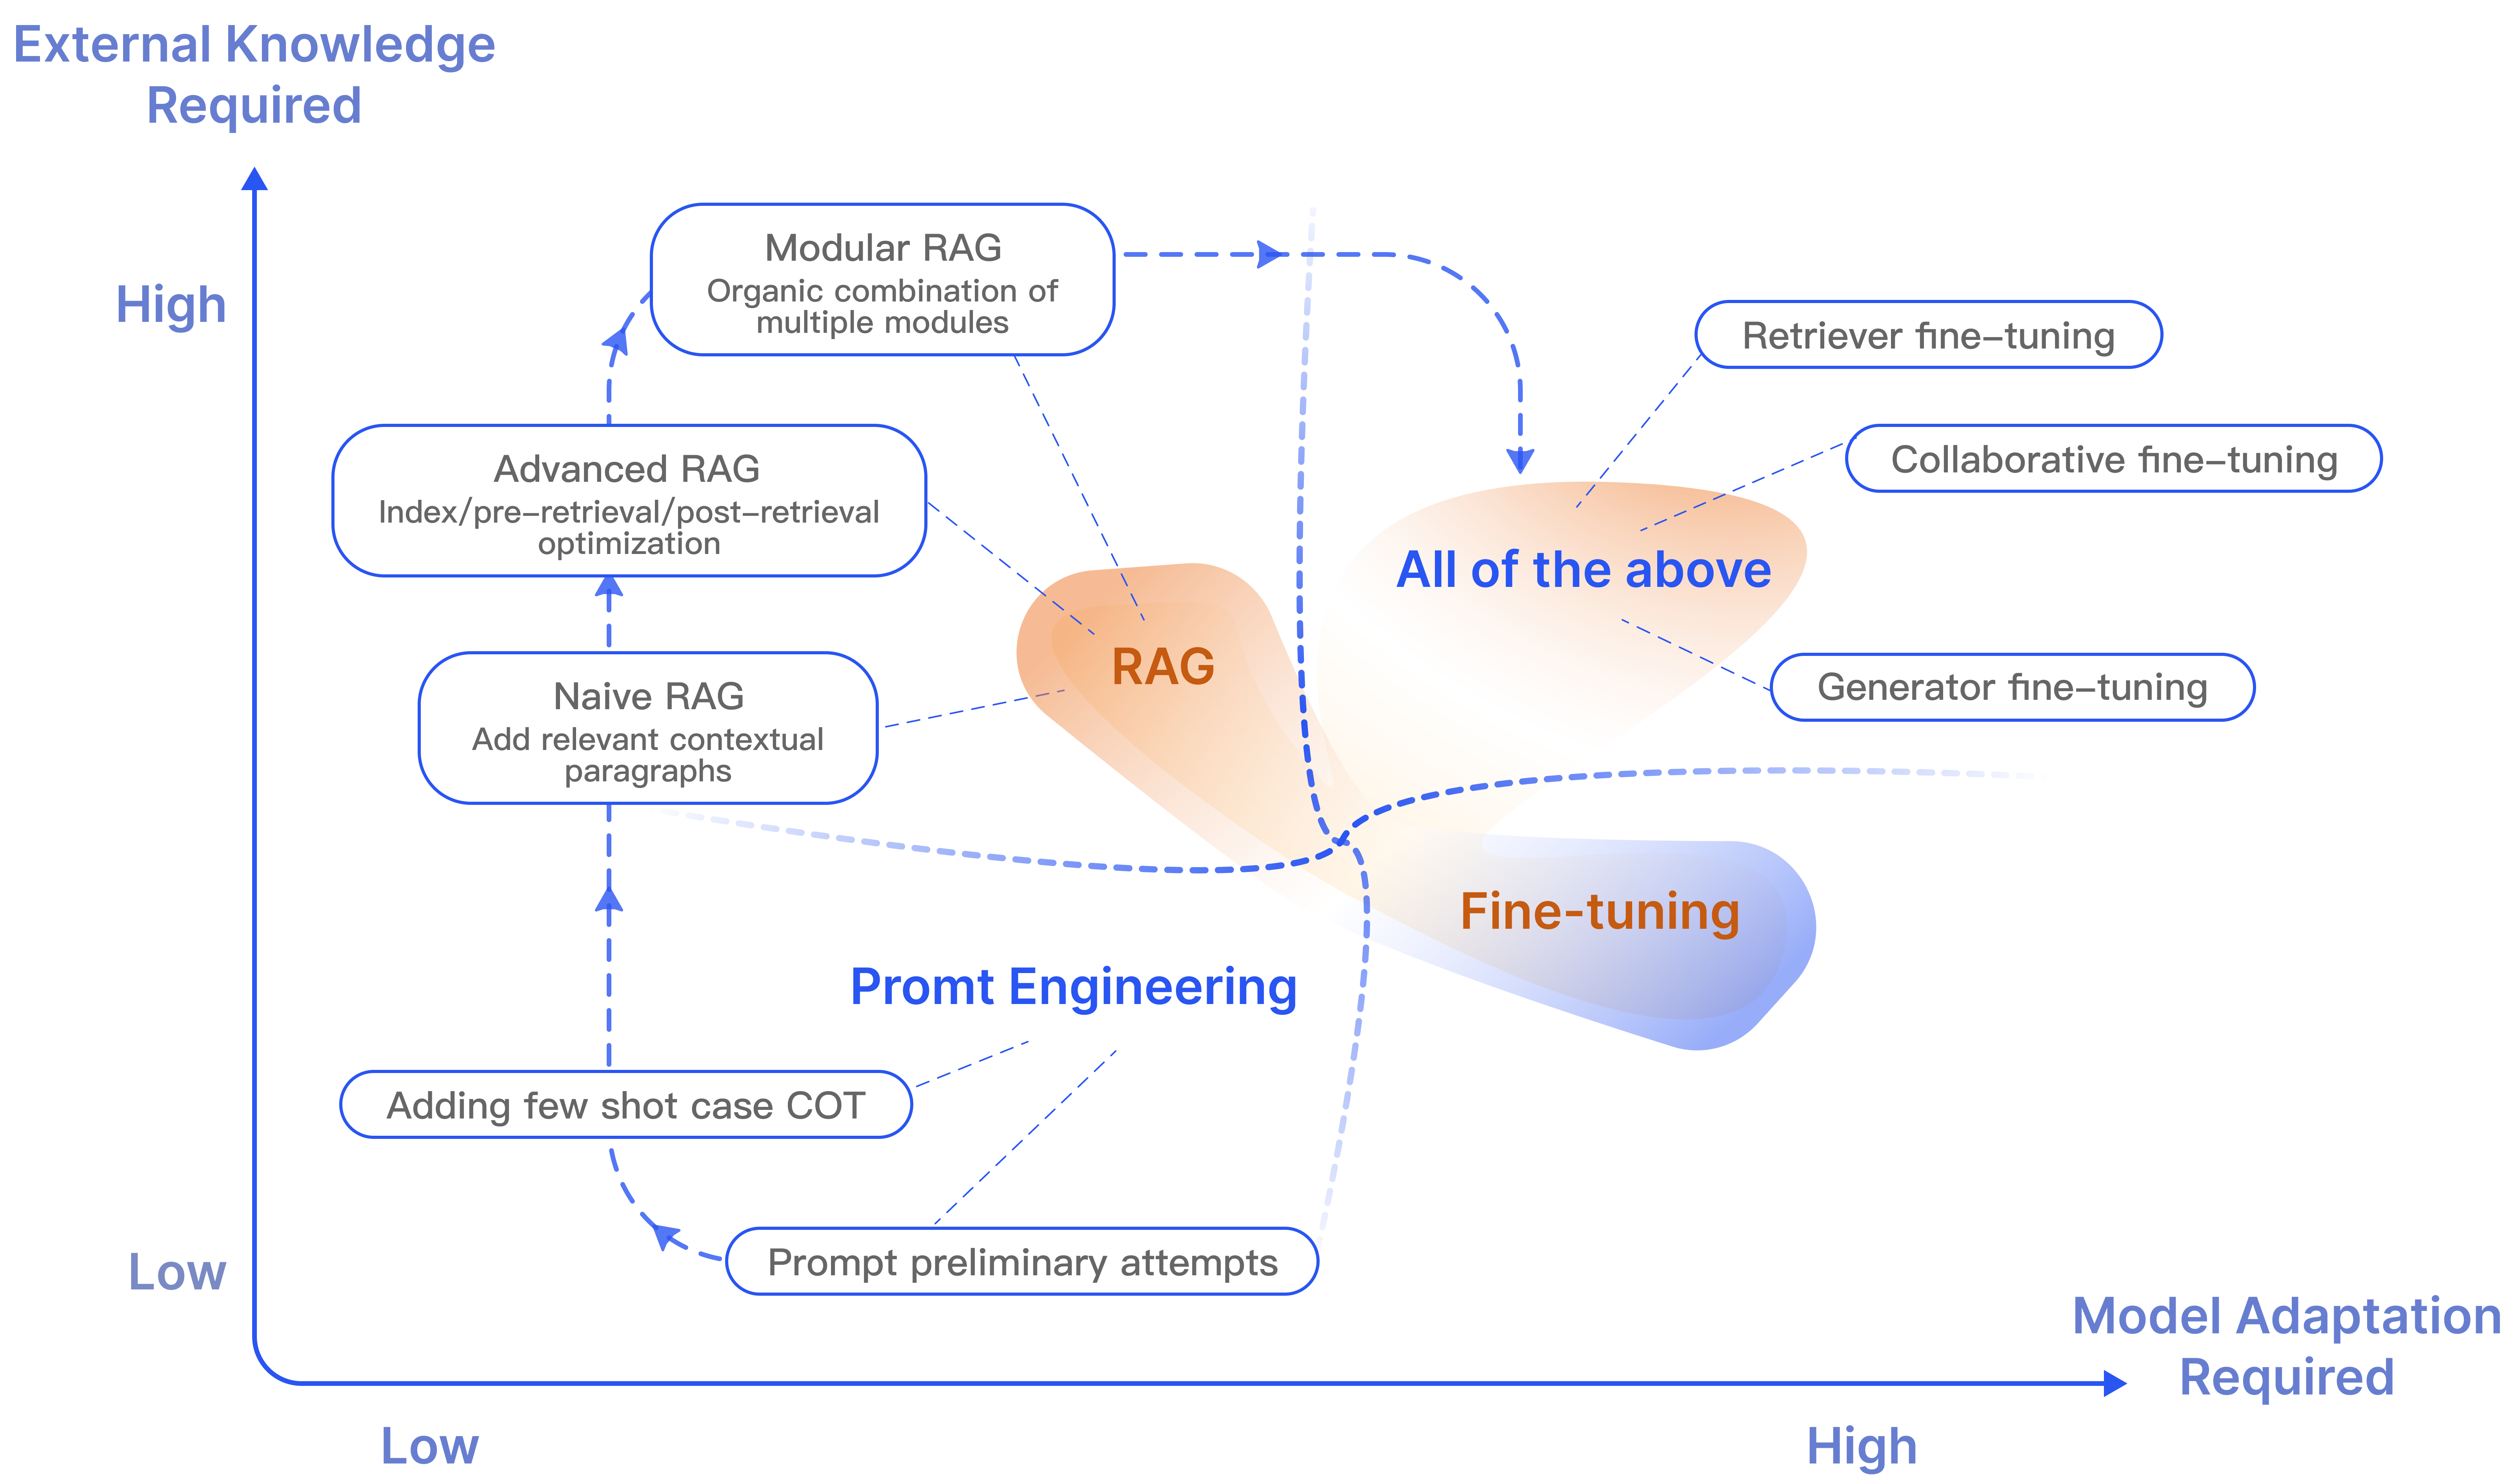 External Knowledge
Required
High
Modular RAG
Organic combination of
multiple modules
Retriever fine–tuning
Advanced RAG
Index/pre–retrieval/post–retrieval
optimization
Collaborative fine–tuning
All of the above
RAG
Naive RAG
Add relevant contextual
paragraphs
Generator fine–tuning
Fine-tuning
Promt Engineering
Adding few shot case COT
Prompt preliminary attempts
Low
Model Adaptation
Required
Low
High